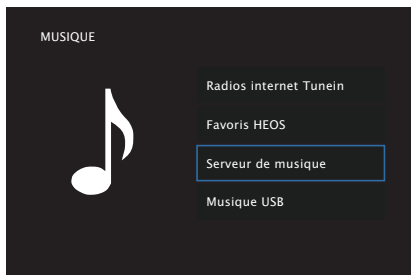 MUSIQUE
Radios internet Tunein
Favoris HEOS
Serveur de musique
Musique USB